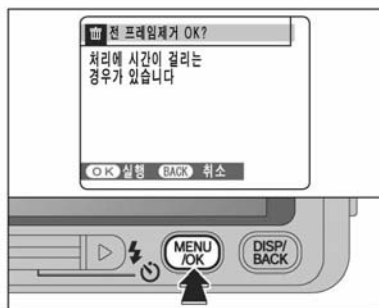 전 프레임제거 OK?
처리에 시간이 걸리는
경우가 있습니다
OK 실행 BACK 취소
MENU
/OK
DISP/
BACK